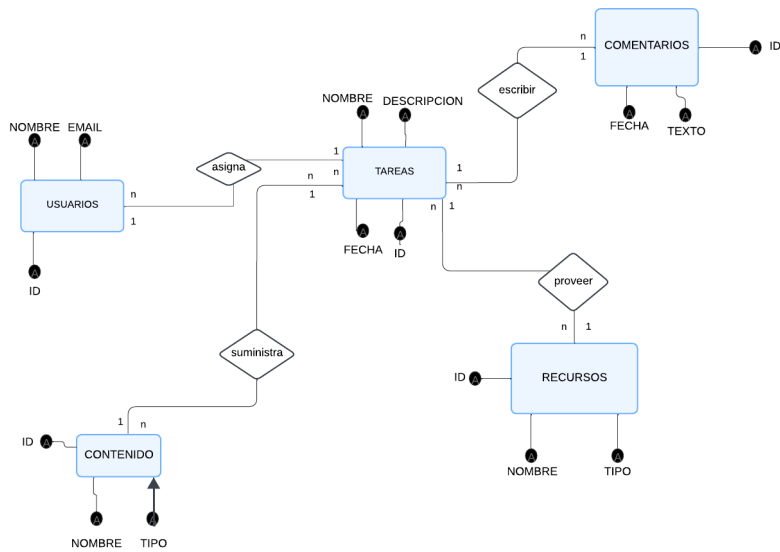 n
COMENTARIOS
ID
1
escribir
NOMBRE
DESCRIPCION
A
A
A
A
FECHA
TEXTO
NOMBRE
EMAIL
A
A
1
asigna
n
TAREAS
1
n
n
1
USUARIOS
n
1
n
1
A
FECHA
A
ID
A
ID
proveer
n
1
suministra
RECURSOS
ID
A
1
n
ID
A
CONTENIDO
A
NOMBRE
A
TIPO
A
A
NOMBRE
TIPO
A